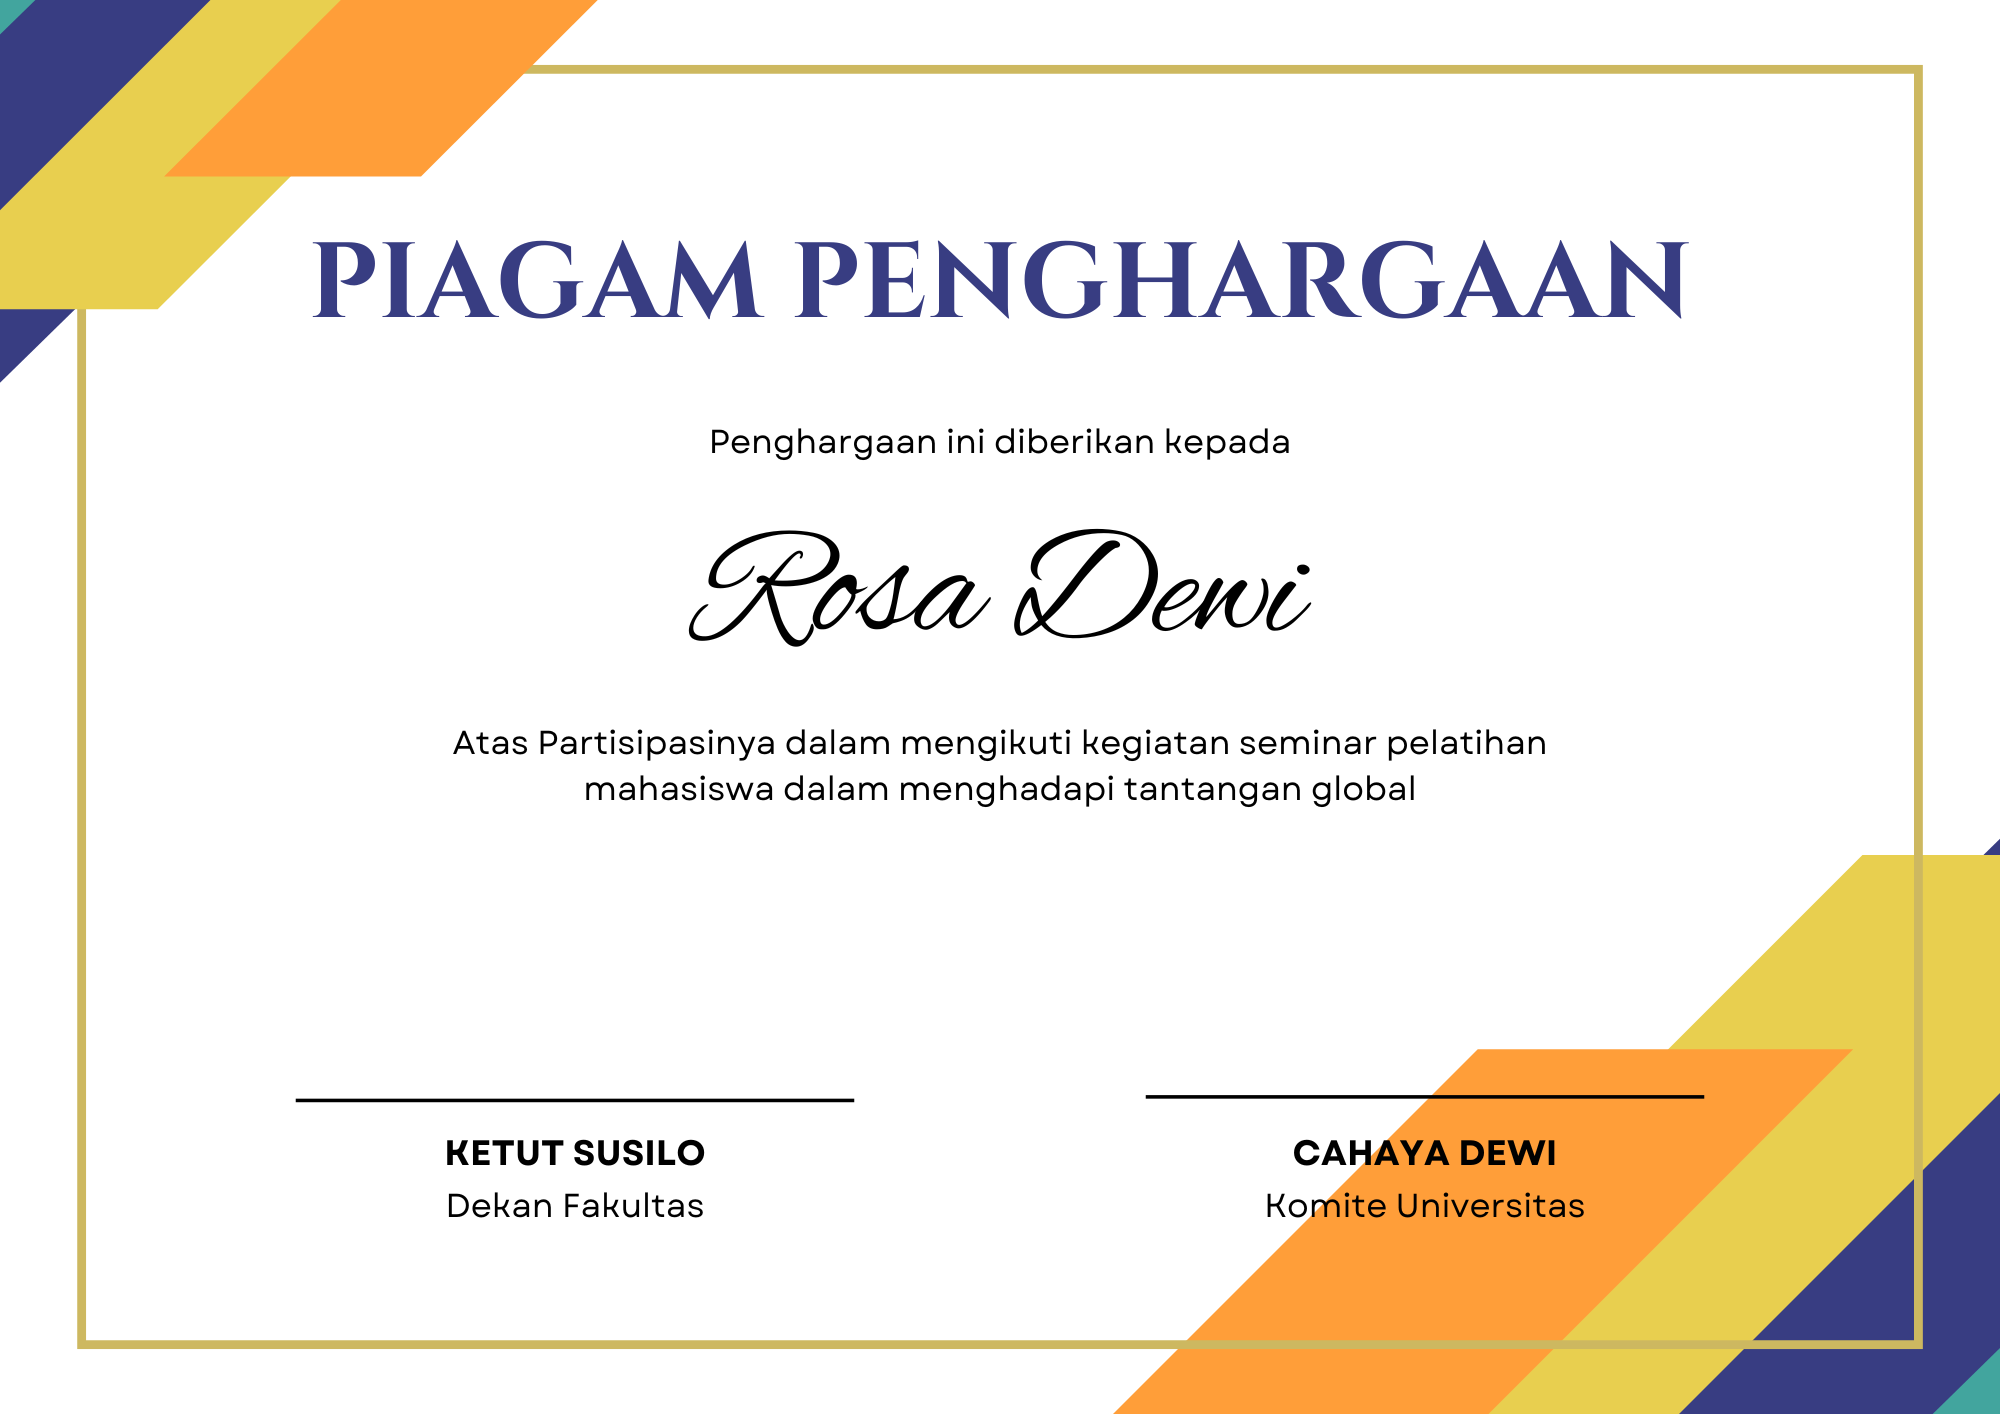 PIAGAM PENGHARGAAN
Penghargaan ini diberikan kepada
Rosa Dewi
Atas Partisipasinya dalam mengikuti kegiatan seminar pelatihan
mahasiswa dalam menghadapi tantangan global
KETUT SUSILO
Dekan Fakultas
CAHAYA DEWI
Komite Universitas